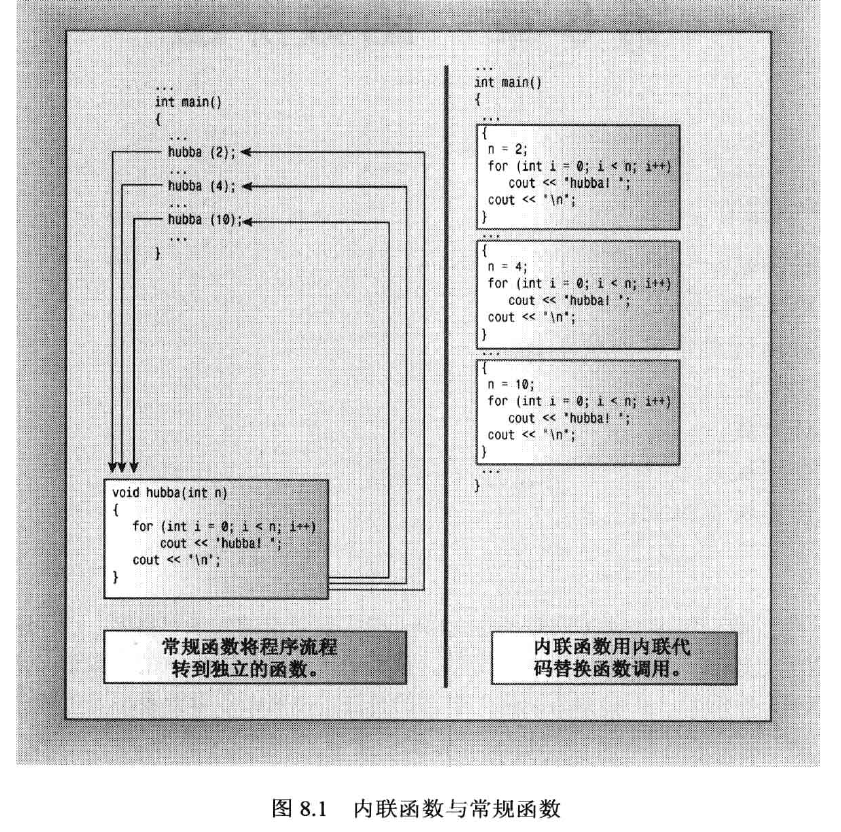 ...
int main()
{
...
hubba (2);
...
hubba (4);
...
hubba (10);
...
}
void hubba(int n)
{
for (int i = 0; i < n; i++)
cout << "hubba! ";
cout << "\n";
}
常规函数将程序流程
转到独立的函数。
...
int main()
{
...
{
n = 2;
for (int i = 0; i < n; i++)
cout << "hubba! ";
cout << "\n";
}
...
{
n = 4;
for (int i = 0; i < n; i++)
cout << "hubba! ";
cout << "\n";
}
...
{
n = 10;
for (int i = 0; i < n; i++)
cout << "hubba! ";
cout << "\n";
}
...
}
内联函数用内联代
码替换函数调用。
图 8.1 内联函数与常规函数